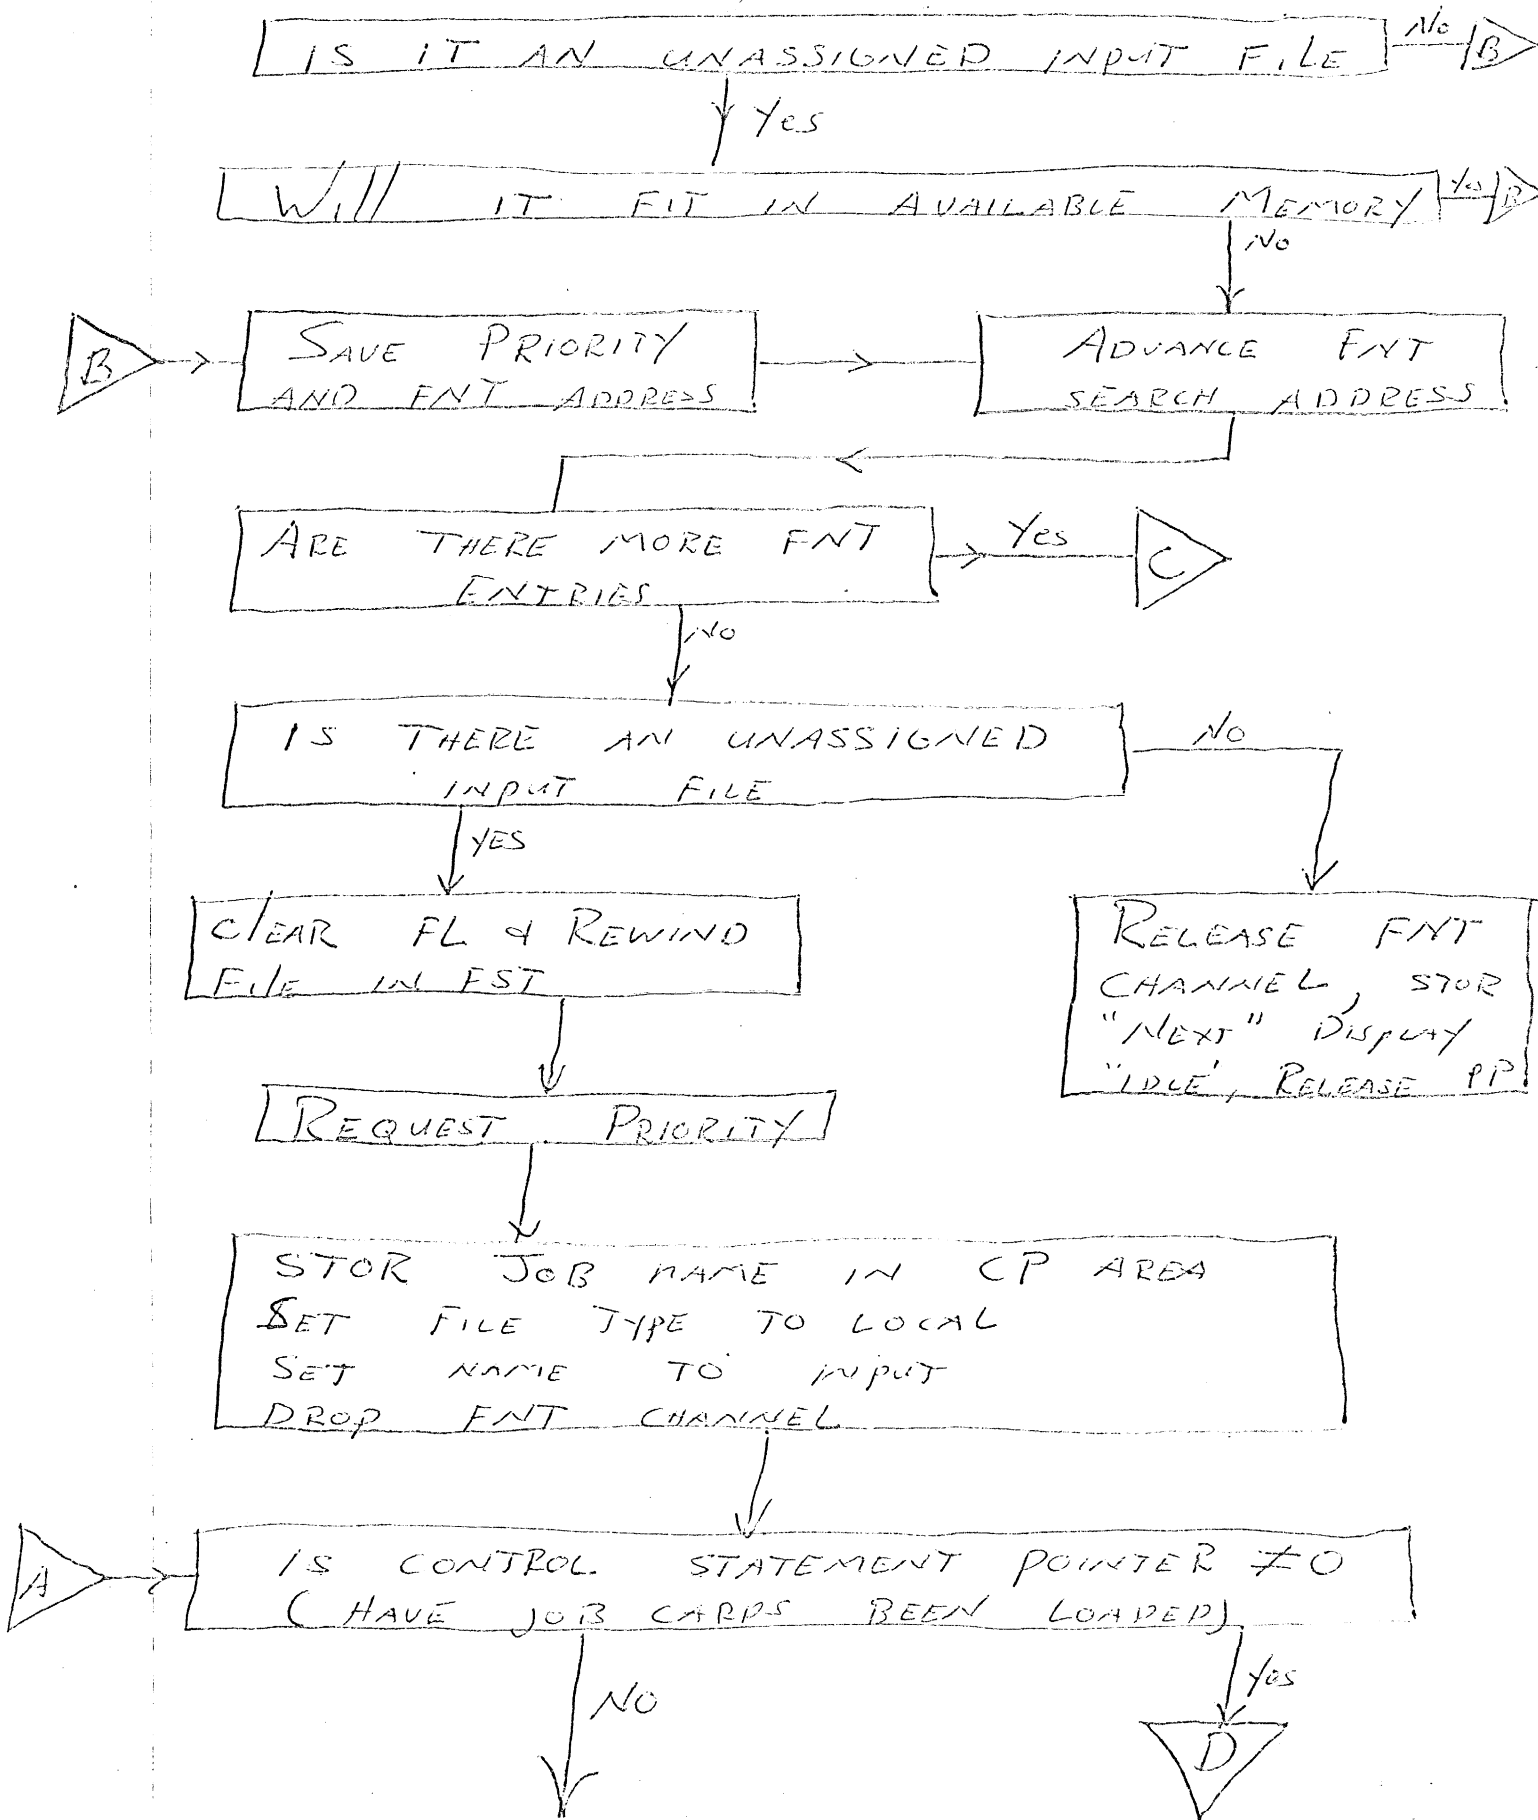 IS IT AN UNASSIGNED INPUT FILE
No
B
Yes
Will IT FIT IN AVAILABLE MEMORY
Yes
B
No
B
SAVE PRIORITY
AND FNT ADDRESS
ADVANCE FNT
SEARCH ADDRESS
ARE THERE MORE FNT
ENTRIES
Yes
C
No
IS THERE AN UNASSIGNED
INPUT FILE
No
YES
ClEAR FL & REWIND
FilE IN FST
RELEASE FNT
CHANNEL, STOR
"NEXT" DISPLAY
"IDLE', RELEASE PP
REQUEST PRIORITY
STOR JOB NAME IN CP AREA
SET FILE TYPE TO LOCAL
SET NAME TO INPUT
DROP FNT CHANNEL
A
IS CONTROL STATEMENT POINTER ≠0
(HAVE JOB CARDS BEEN LOADED)
NO
Yes
D